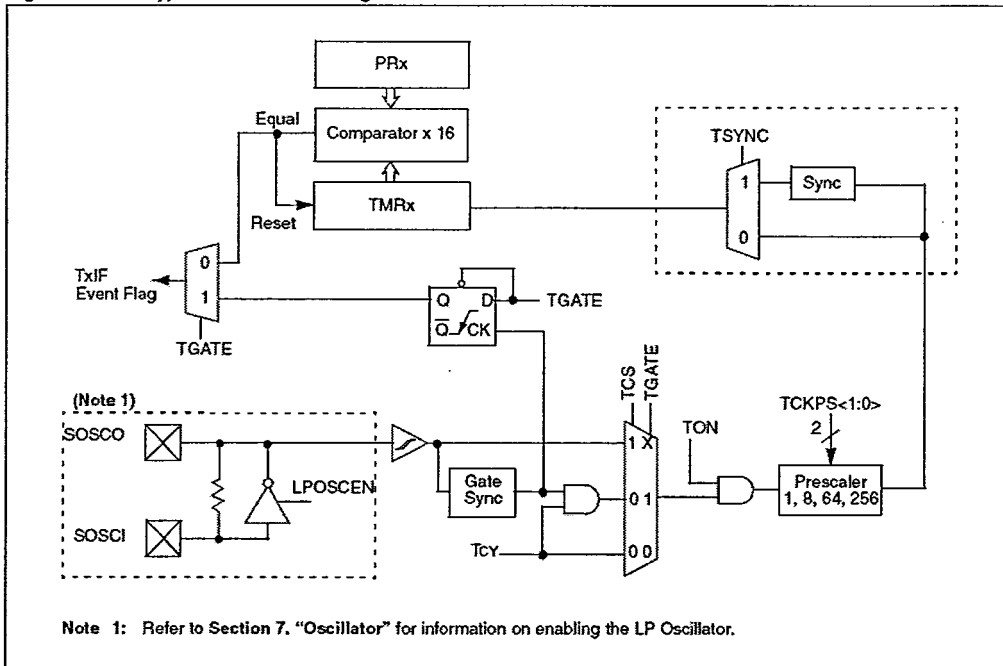 PRx
Equal
Comparator x 16
TSYNC
1
Sync
TMRx
Reset
0
0
TxIF
Event Flag
1
Q
D
TGATE
Q CK
TGATE
TCS
TGATE
(Note 1)
TCKPS<1:0>
SOSCO
TON
2
1 X
LPOSCEN
Gate
Sync
0 1
Prescaler
1, 8, 64, 256
SOSCI
TCY
0 0
Note 1: Refer to Section 7. "Oscillator" for information on enabling the LP Oscillator.